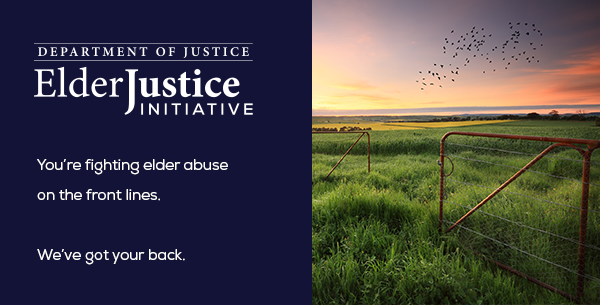 DEPARTMENT OF JUSTICE
ElderJustice
INITIATIVE
You're fighting elder abuse
on the front lines.
We've got your back.